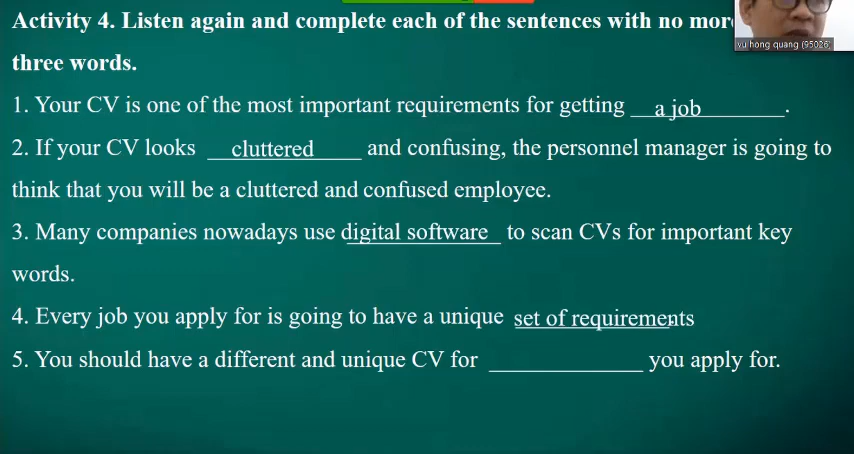 Activity 4. Listen again and complete each of the sentences with no mor
vu hong quang (95026
three words.
1. Your CV is one of the most important requirements for getting a job.
2. If your CV looks cluttered and confusing, the personnel manager is going to
think that you will be a cluttered and confused employee.
3. Many companies nowadays use digital software to scan CVs for important key
words.
4. Every job you apply for is going to have a unique set of requirements.
5. You should have a different and unique CV for ______________ you apply for.